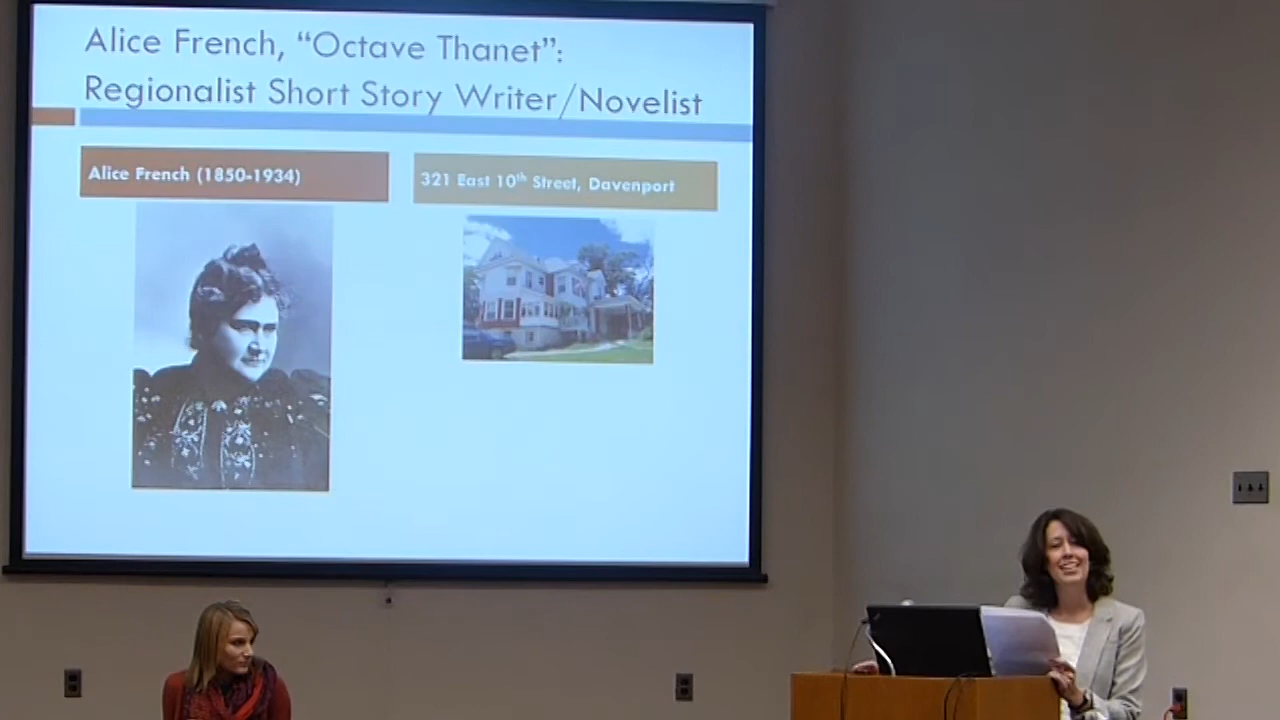 Alice French, “Octave Thanet”:
Regionalist Short Story Writer/Novelist
Alice French (1850-1934)
321 East 10th Street, Davenport